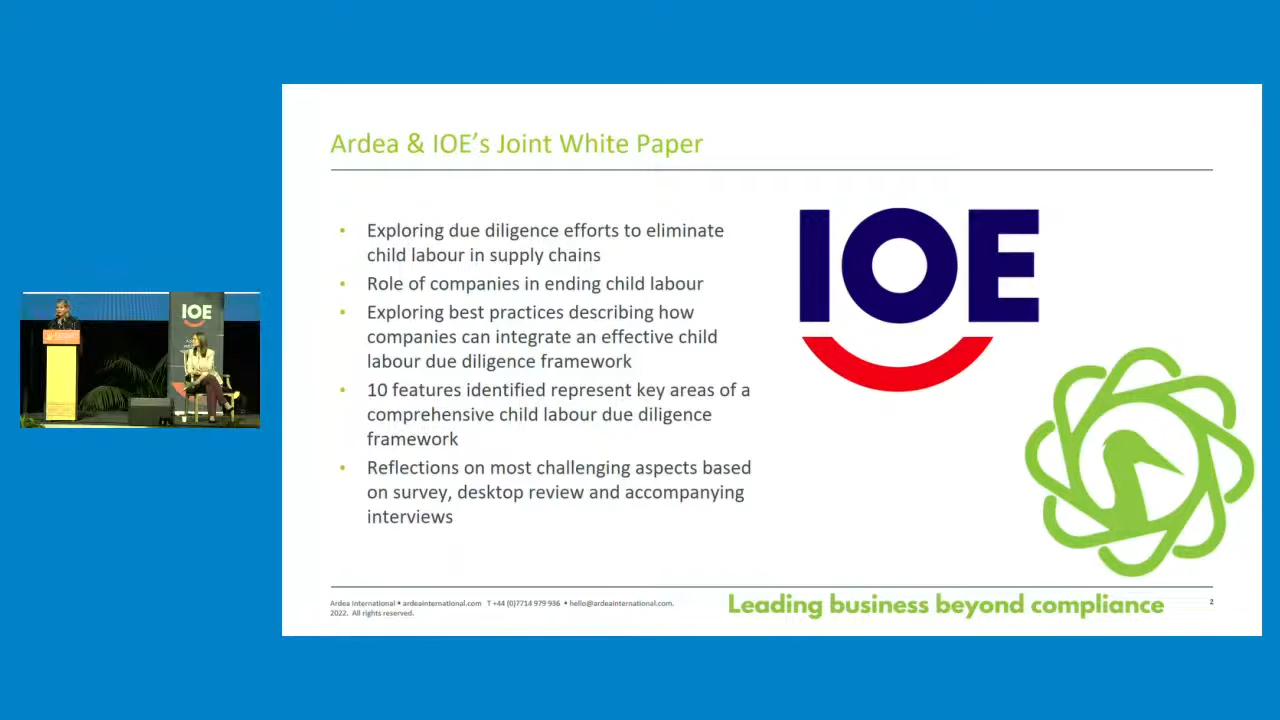 Ardea & IOE's Joint White Paper
• Exploring due diligence efforts to eliminate
child labour in supply chains
• Role of companies in ending child labour
• Exploring best practices describing how
companies can integrate an effective child
labour due diligence framework
• 10 features identified represent key areas of a
comprehensive child labour due diligence
framework
• Reflections on most challenging aspects based
on survey, desktop review and accompanying
interviews
IOE
IOE
Ardea International • ardeainternational.com T +44 (0)7714 979 936 • hello@ardeainternational.com.
2022. All rights reserved.
Leading business beyond compliance
2